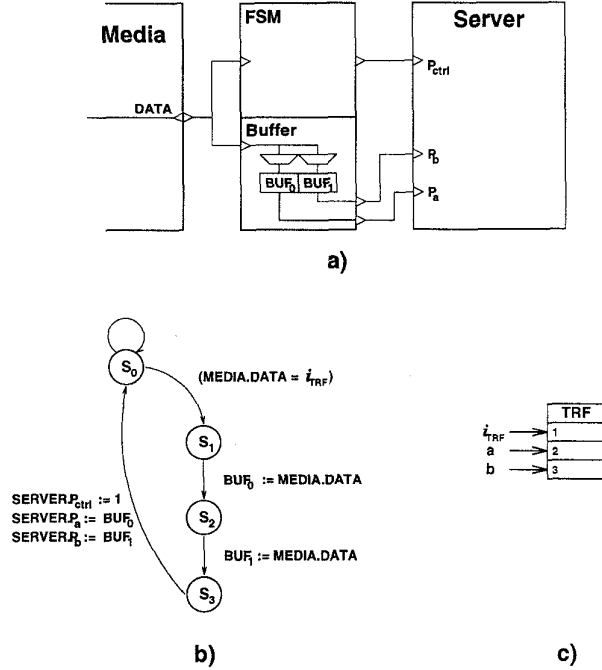 Media
FSM
Server
P_ctrl
DATA
Buffer
BUF_0 BUF_1
P_b
P_a
a)
S_0
(MEDIA.DATA = i_TRF)
S_1
BUF_0 := MEDIA.DATA
SERVER.P_ctrl := 1
SERVER.P_a := BUF_0
SERVER.P_b := BUF_1
S_2
BUF_1 := MEDIA.DATA
S_3
b)
TRF
i_TRF 1
a 2
b 3
c)